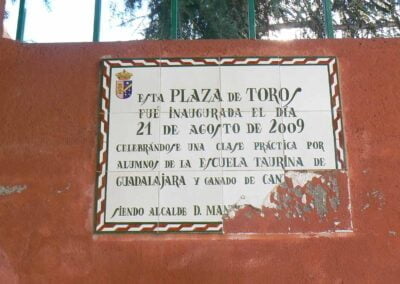 ESTA PLAZA DE TOROS
FUÉ INAUGURADA EL DÍA
21 DE AGOSTO DE 2009
CELEBRÁNDOSE UNA CLASE PRÁCTICA POR
ALUMNOS DE LA ESCUELA TAURINA DE
GUADALAJARA Y GANADO DE
SIENDO ALCALDE D.